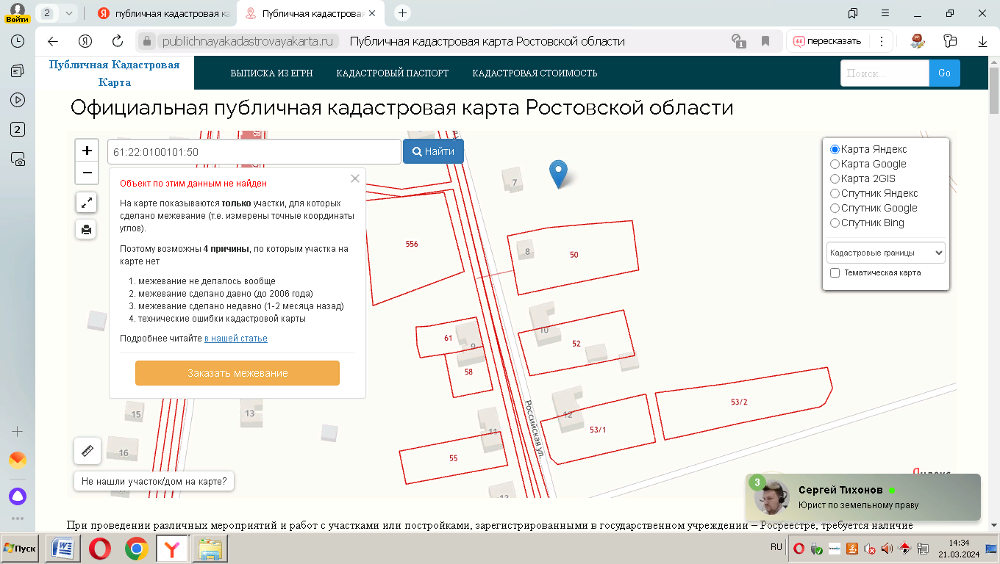 Войти
2
публичная кадастровая ка
Публичная кадастровая
publichnayakadastrovayakarta.ru
Публичная кадастровая карта Ростовской области
1
пересказать
2
Публичная Кадастровая
Карта
ВЫПИСКА ИЗ ЕГРН
КАДАСТРОВЫЙ ПАСПОРТ
КАДАСТРОВАЯ СТОИМОСТЬ
Поиск...
Go
Официальная публичная кадастровая карта Ростовской области
+
−
61:22:0100101:50
Найти
Объект по этим данным не найден
На карте показываются только участки, для которых
сделано межевание (т.е. измерены точные координаты
углов).
Поэтому возможны 4 причины, по которым участка на
карте нет
1. межевание не делалось вообще
2. межевание сделано давно (до 2006 года)
3. межевание сделано недавно (1-2 месяца назад)
4. технические ошибки кадастровой карты
Подробнее читайте в нашей статье
Заказать межевание
Карта Яндекс
Карта Google
Карта 2GIS
Спутник Яндекс
Спутник Google
Спутник Bing
Кадастровые границы
Тематическая карта
7
556
8
50
10
61
9
52
58
53/2
15
13
12
53/1
11
16
55
Российская ул.
13
Яндекс
Не нашли участок/дом на карте?
3
Сергей Тихонов
Юрист по земельному праву
При проведении различных мероприятий и работ с участками или постройками, зарегистрированными в государственном учреждении – Росреестре, требуется наличие
Пуск
RU
14:34
21.03.2024